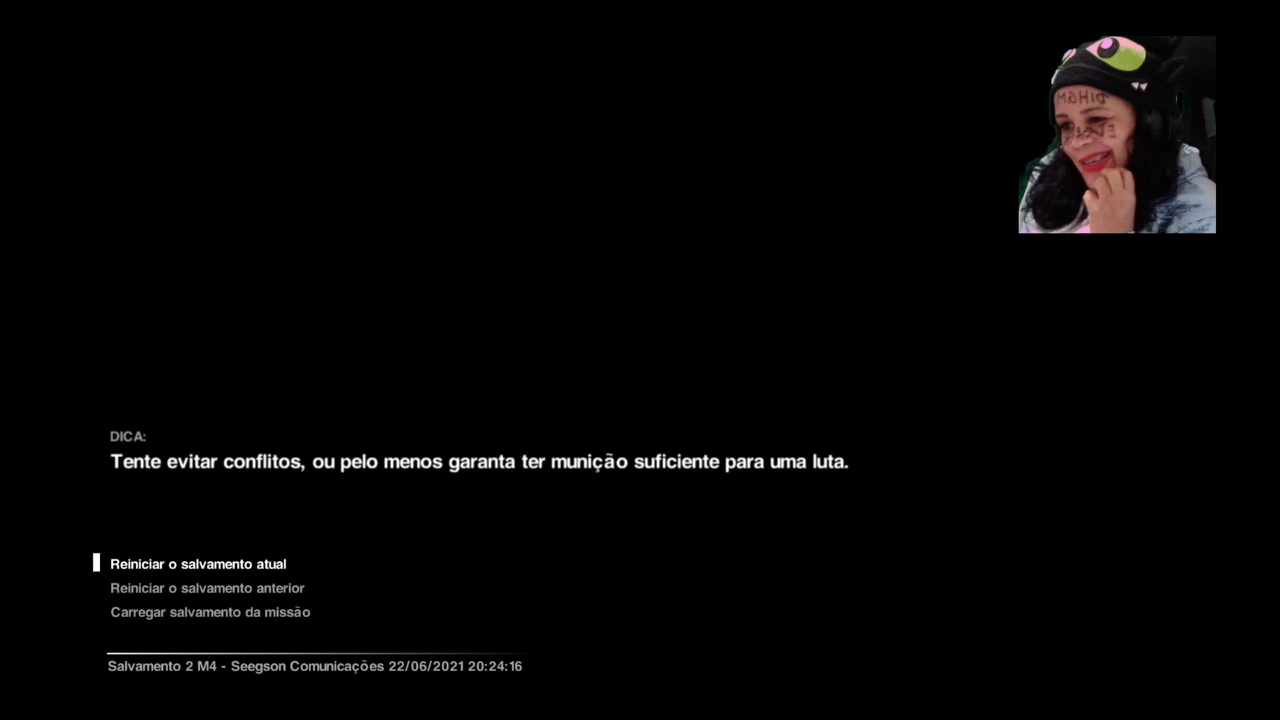 DICA:
Tente evitar conflitos, ou pelo menos garanta ter munição suficiente para uma luta.
Reiniciar o salvamento atual
Reiniciar o salvamento anterior
Carregar salvamento da missão
Salvamento 2 M4 - Seegson Comunicações 22/06/2021 20:24:16